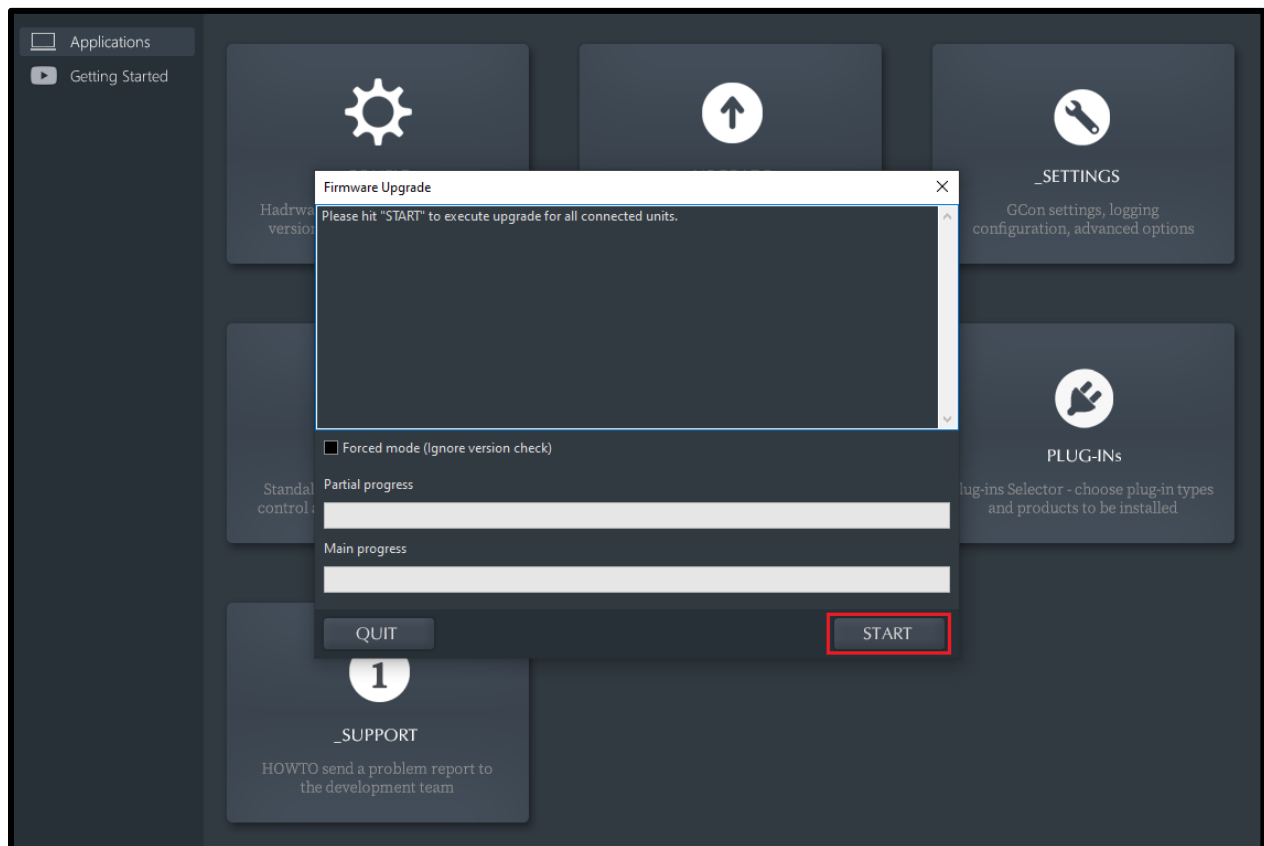 Applications
Getting Started
_SETTINGS
GCon settings, logging
configuration, advanced options
Firmware Upgrade
Hadrwa
version
Please hit "START" to execute upgrade for all connected units.
Forced mode (Ignore version check)
Partial progress
Main progress
QUIT
START
Standal
control
PLUG-INs
lug-ins Selector - choose plug-in types
and products to be installed
1
_SUPPORT
HOWTO send a problem report to
the development team